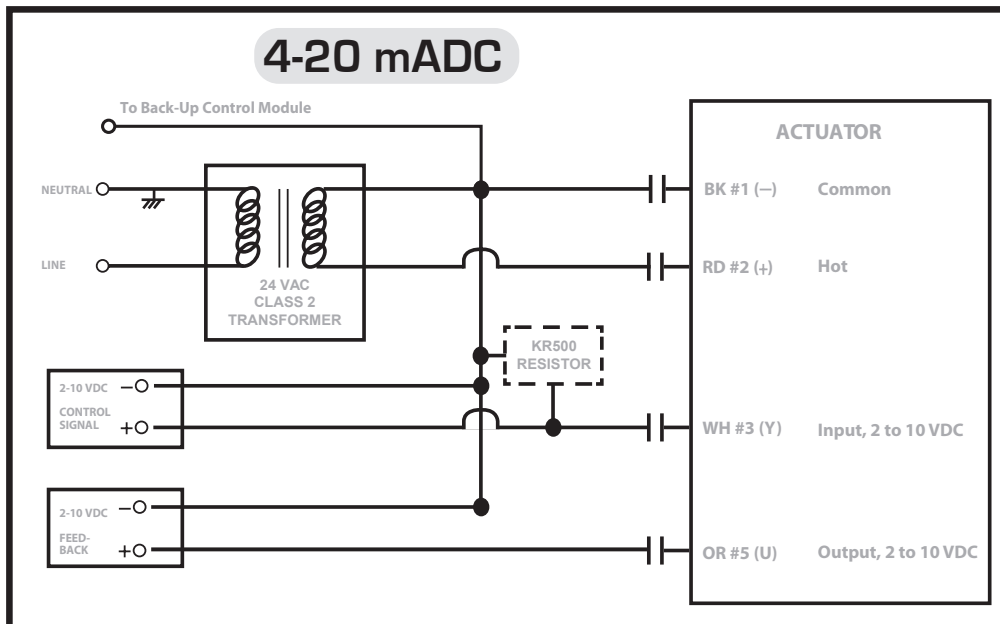 4-20 mADC
To Back-Up Control Module
ACTUATOR
NEUTRAL
BK #1 (—) Common
LINE
RD #2 (+) Hot
24 VAC
CLASS 2
TRANSFORMER
KR500
RESISTOR
2-10 VDC —
CONTROL
SIGNAL +
WH #3 (Y) Input, 2 to 10 VDC
2-10 VDC —
FEED-
BACK +
OR #5 (U) Output, 2 to 10 VDC